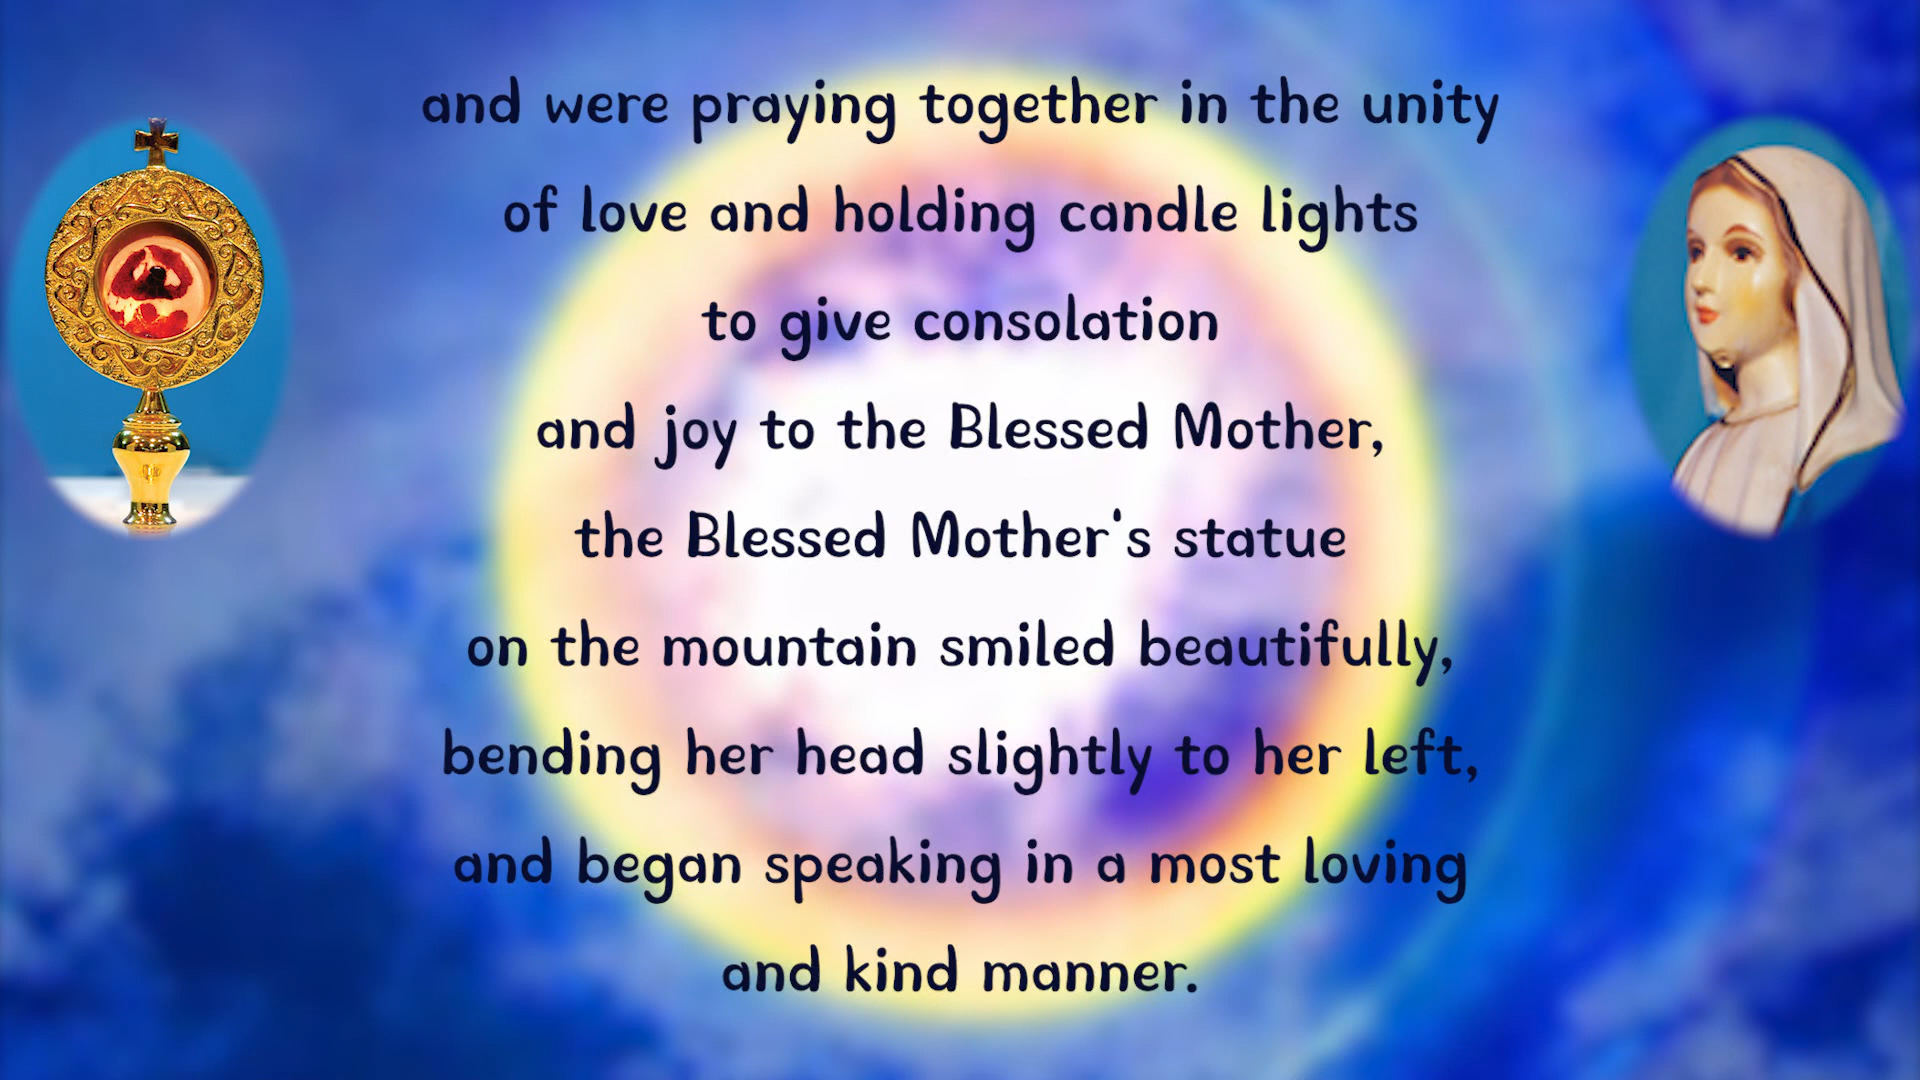 and were praying together in the unity
of love and holding candle lights
to give consolation
and joy to the Blessed Mother,
the Blessed Mother's statue
on the mountain smiled beautifully,
bending her head slightly to her left,
and began speaking in a most loving
and kind manner.